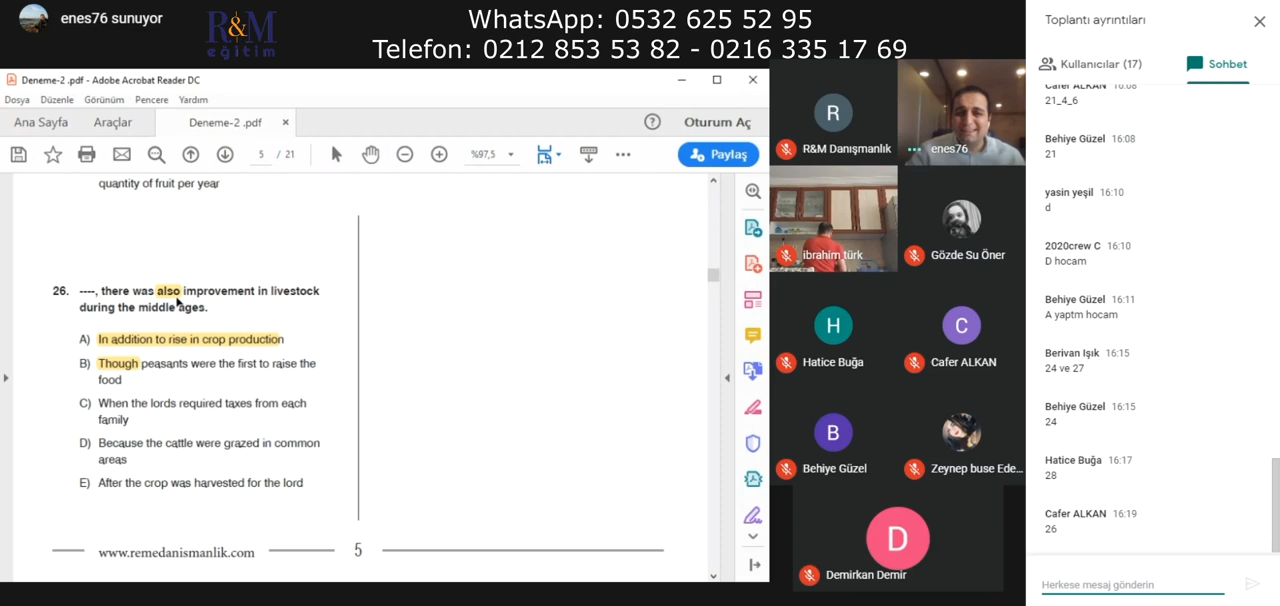 enes76 sunuyor
R&M
eğitim
WhatsApp: 0532 625 52 95
Telefon: 0212 853 53 82 - 0216 335 17 69
Deneme-2 .pdf - Adobe Acrobat Reader DC
Dosya Düzenle Görünüm Pencere Yardım
Ana Sayfa Araçlar Deneme-2 .pdf × Oturum Aç
5 / 21 %97,5 Paylaş
quantity of fruit per year
26. ----, there was also improvement in livestock
during the middle ages.
A) In addition to rise in crop production
B) Though peasants were the first to raise the
food
C) When the lords required taxes from each
family
D) Because the cattle were grazed in common
areas
E) After the crop was harvested for the lord
www.remedanismanlik.com 5
R
R&M Danışmanlık
enes76
ibrahim türk
Gözde Su Öner
H
Hatice Buğa
C
Cafer ALKAN
B
Behiye Güzel
Zeynep buse Ede...
D
Demirkan Demir
Toplantı ayrıntıları
Kullanıcılar (17) Sohbet
Cafer ALKAN 16:08
21_4_6
Behiye Güzel 16:08
21
yasin yeşil 16:10
d
2020crew C 16:10
D hocam
Behiye Güzel 16:11
A yaptm hocam
Berivan Işık 16:15
24 ve 27
Behiye Güzel 16:15
24
Hatice Buğa 16:17
28
Cafer ALKAN 16:19
26
Herkese mesaj gönderin